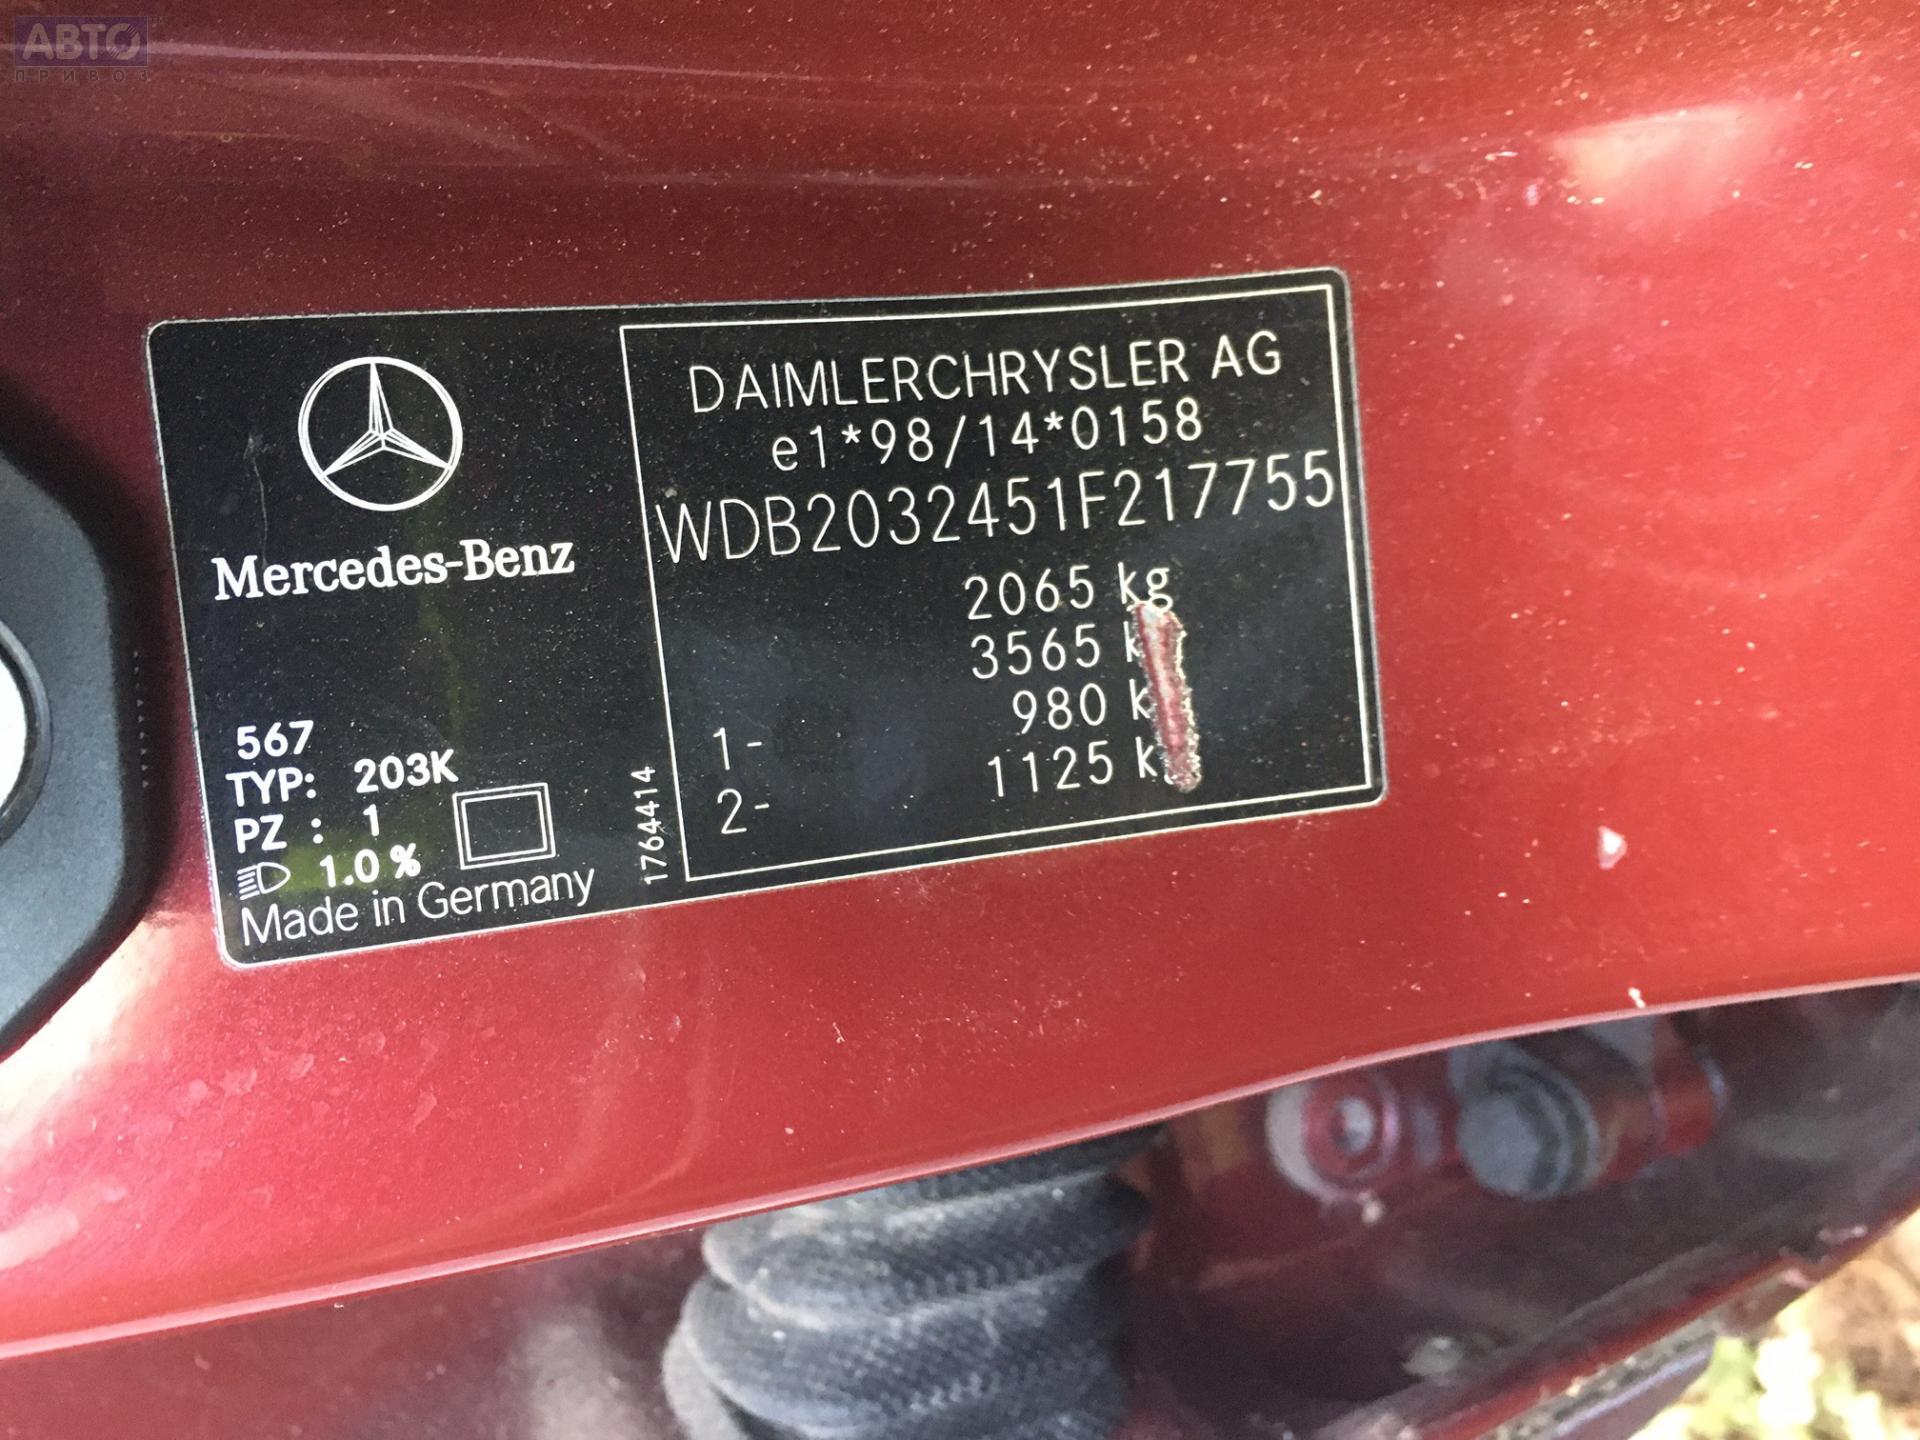 АВТО
ПРИВОЗ
Mercedes-Benz
567
TYP: 203K
PZ : 1
1.0 %
Made in Germany
1764414
DAIMLERCHRYSLER AG
e1*98/14*0158
WDB2032451F217755
2065 kg
3565 k
1- 980 k
2- 1125 k